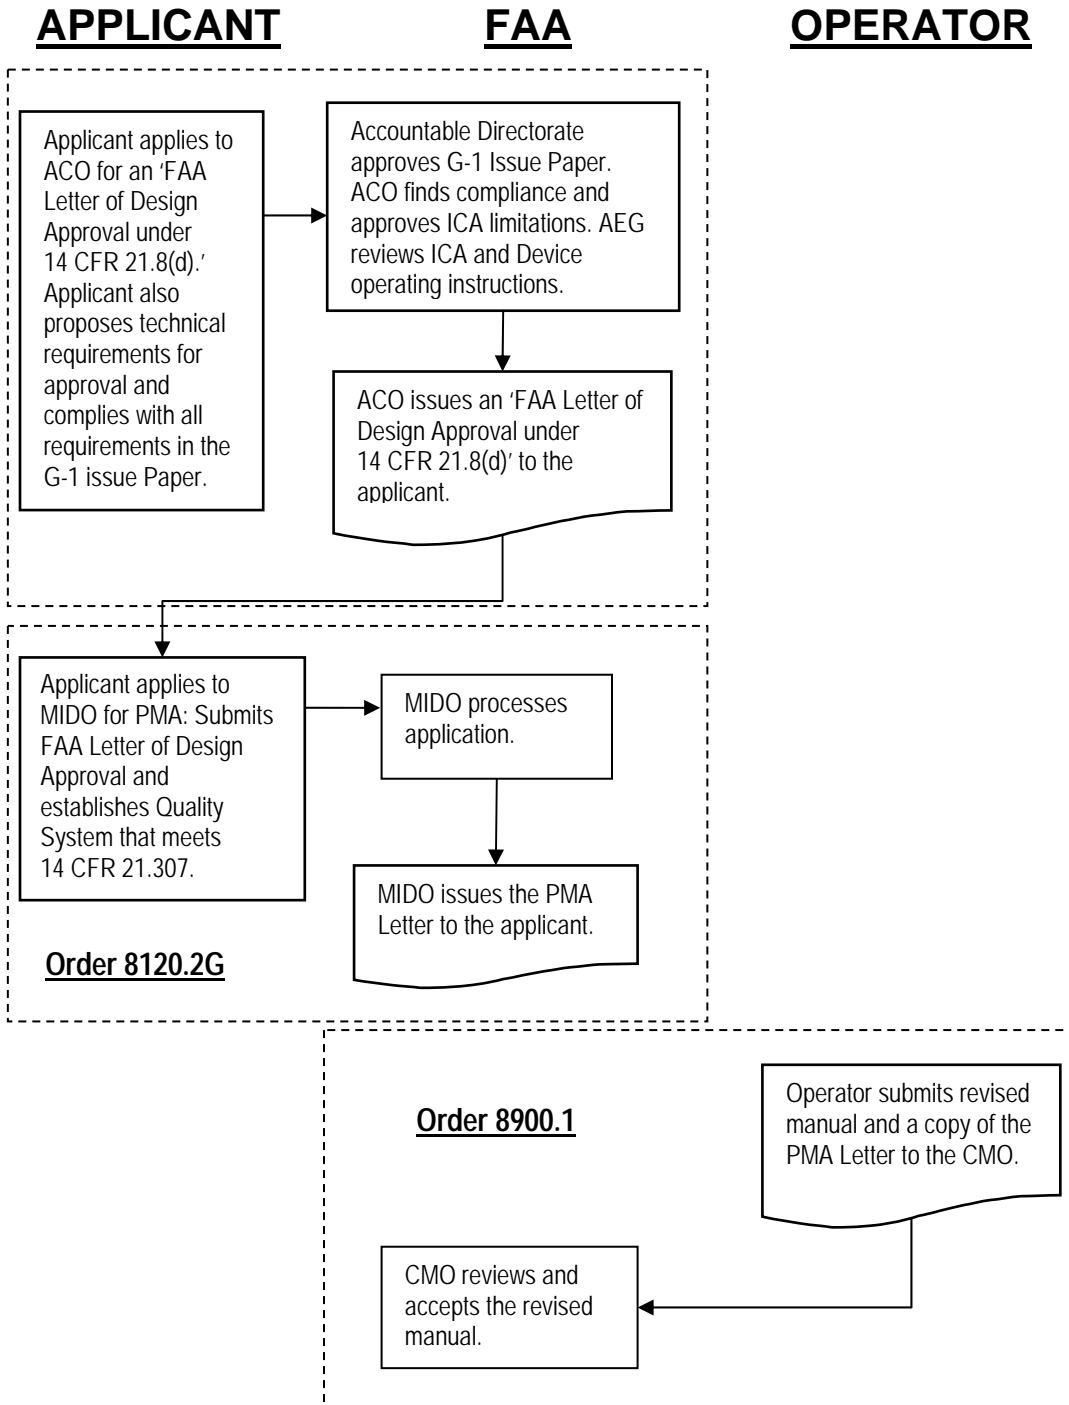 APPLICANT FAA OPERATOR
Applicant applies to
ACO for an ‘FAA
Letter of Design
Approval under
14 CFR 21.8(d).’
Applicant also
proposes technical
requirements for
approval and
complies with all
requirements in the
G-1 issue Paper.
Accountable Directorate
approves G-1 Issue Paper.
ACO finds compliance and
approves ICA limitations. AEG
reviews ICA and Device
operating instructions.
ACO issues an ‘FAA Letter of
Design Approval under
14 CFR 21.8(d)’ to the
applicant.
Applicant applies to
MIDO for PMA: Submits
FAA Letter of Design
Approval and
establishes Quality
System that meets
14 CFR 21.307.
MIDO processes
application.
MIDO issues the PMA
Letter to the applicant.
Order 8120.2G
Order 8900.1
Operator submits revised
manual and a copy of the
PMA Letter to the CMO.
CMO reviews and
accepts the revised
manual.